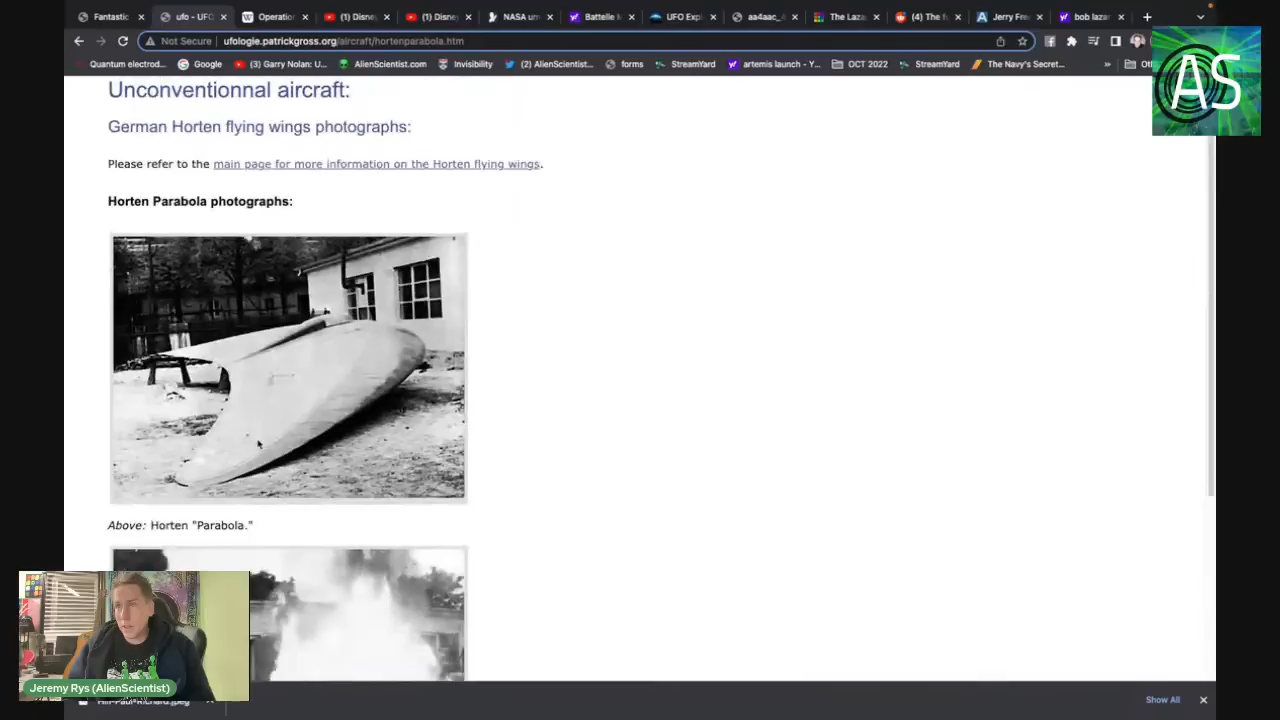 Fantastic
ufo - UFO
Operation
(1) Disne
(1) Disne
NASA un
Battelle M
UFO Expl
aa4aac_
The Laza
(4) The f
Jerry Fre
bob lazar
Not Secure
ufologie.patrickgross.org/aircraft/hortenparabola.htm
Quantum electrod...
Google
(3) Garry Nolan: U...
AlienScientist.com
Invisibility
(2) AlienScientist...
forms
StreamYard
artemis launch - Y...
OCT 2022
StreamYard
The Navy's Secret...
»
AS
Unconventionnal aircraft:
German Horten flying wings photographs:
Please refer to the main page for more information on the Horten flying wings.
Horten Parabola photographs:
Above: Horten "Parabola."
Jeremy Rys (AlienScientist)
Show All